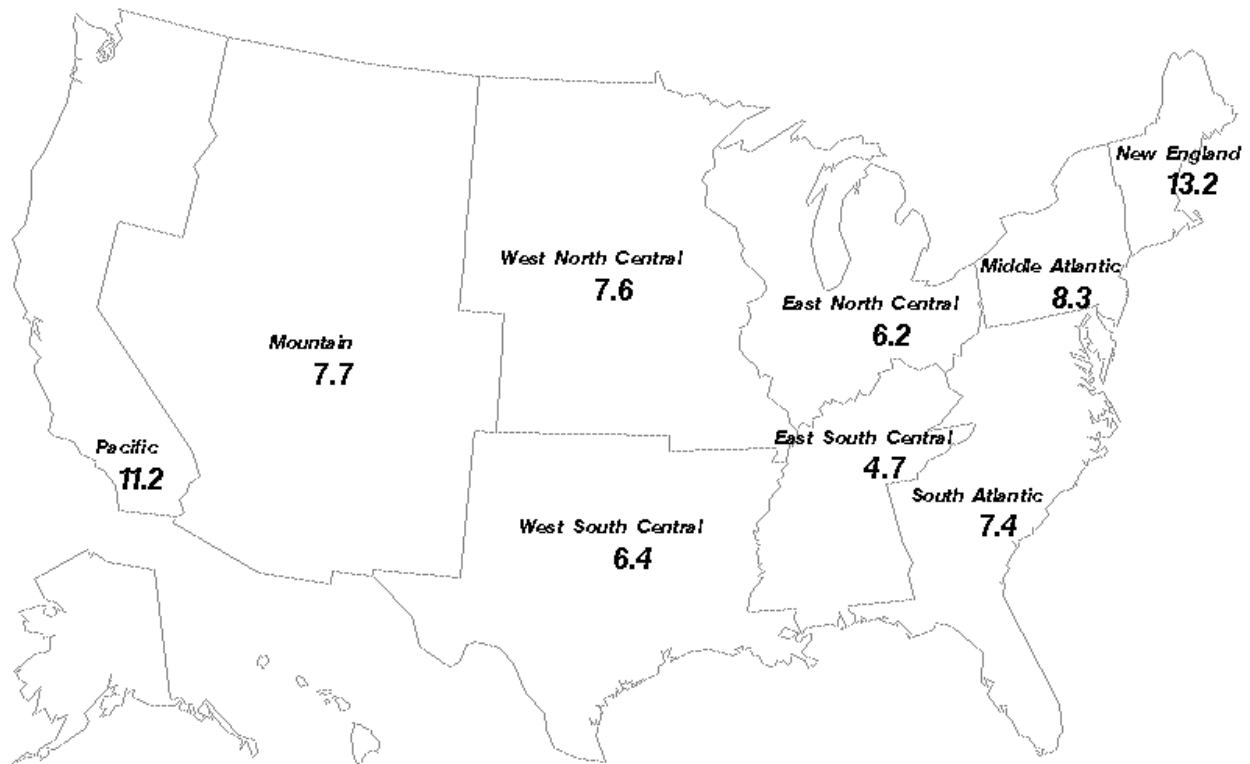 New England
13.2
West North Central
7.6
Middle Atlantic
8.3
East North Central
6.2
Mountain
7.7
Pacific
11.2
East South Central
4.7
South Atlantic
7.4
West South Central
6.4